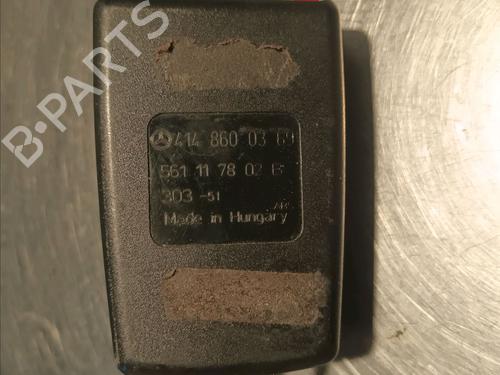 B-PARTS
414 860 03 69
561 11 78 02 B
303 -51
Made in Hungary